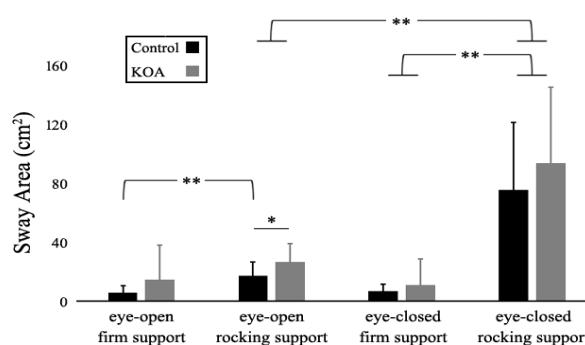 **
Control
KOA
**
160
120
80
40
0
Sway Area (cm²)
**
*
eye-open
firm support
eye-open
rocking support
eye-closed
firm support
eye-closed
rocking support